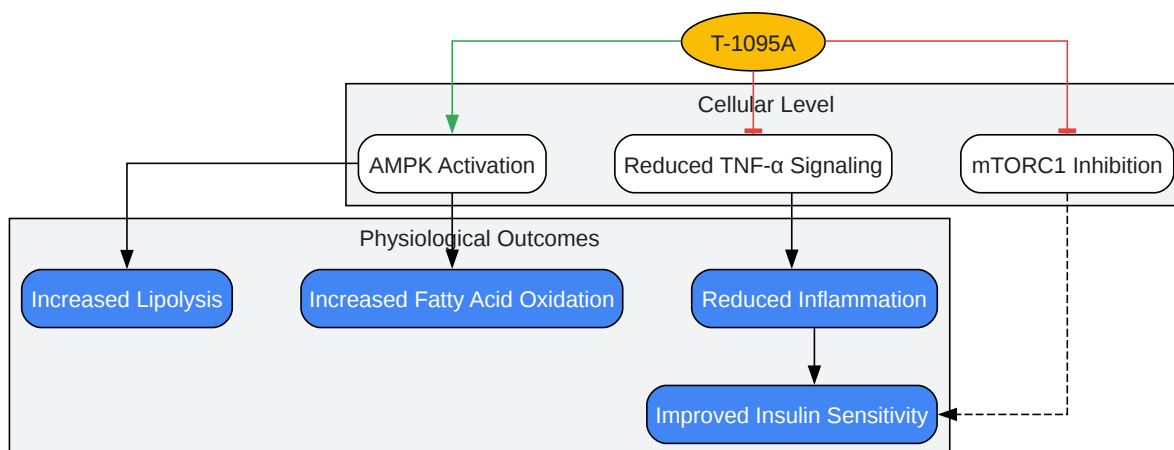 T-1095A
Cellular Level
AMPK Activation
Reduced TNF-α Signaling
mTORC1 Inhibition
Physiological Outcomes
Increased Lipolysis
Increased Fatty Acid Oxidation
Reduced Inflammation
Improved Insulin Sensitivity